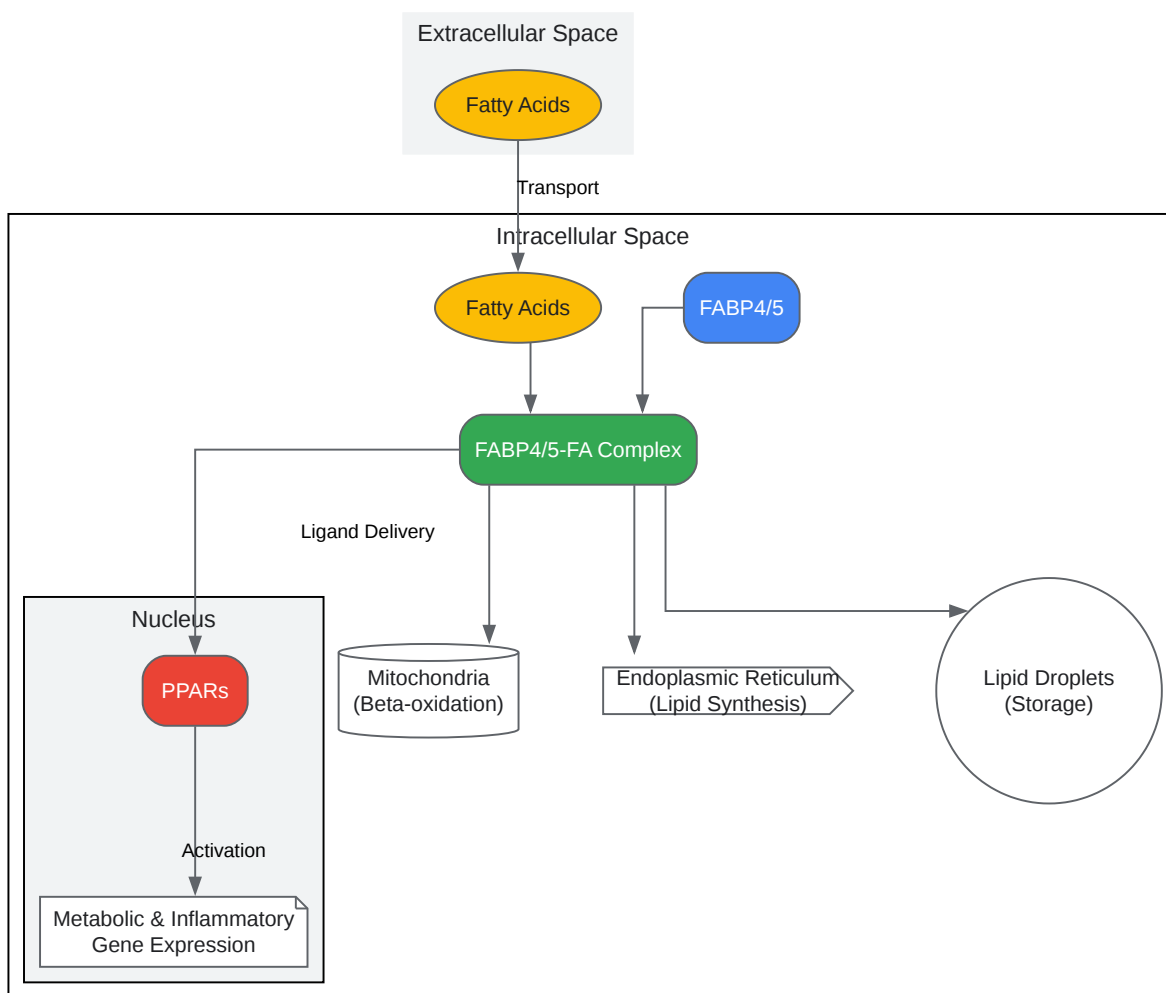 Extracellular Space
Fatty Acids
Transport
Intracellular Space
Fatty Acids
FABP4/5
FABP4/5-FA Complex
Ligand Delivery
Nucleus
PPARs
Mitochondria
(Beta-oxidation)
Endoplasmic Reticulum
(Lipid Synthesis)
Lipid Droplets
(Storage)
Activation
Metabolic & Inflammatory
Gene Expression